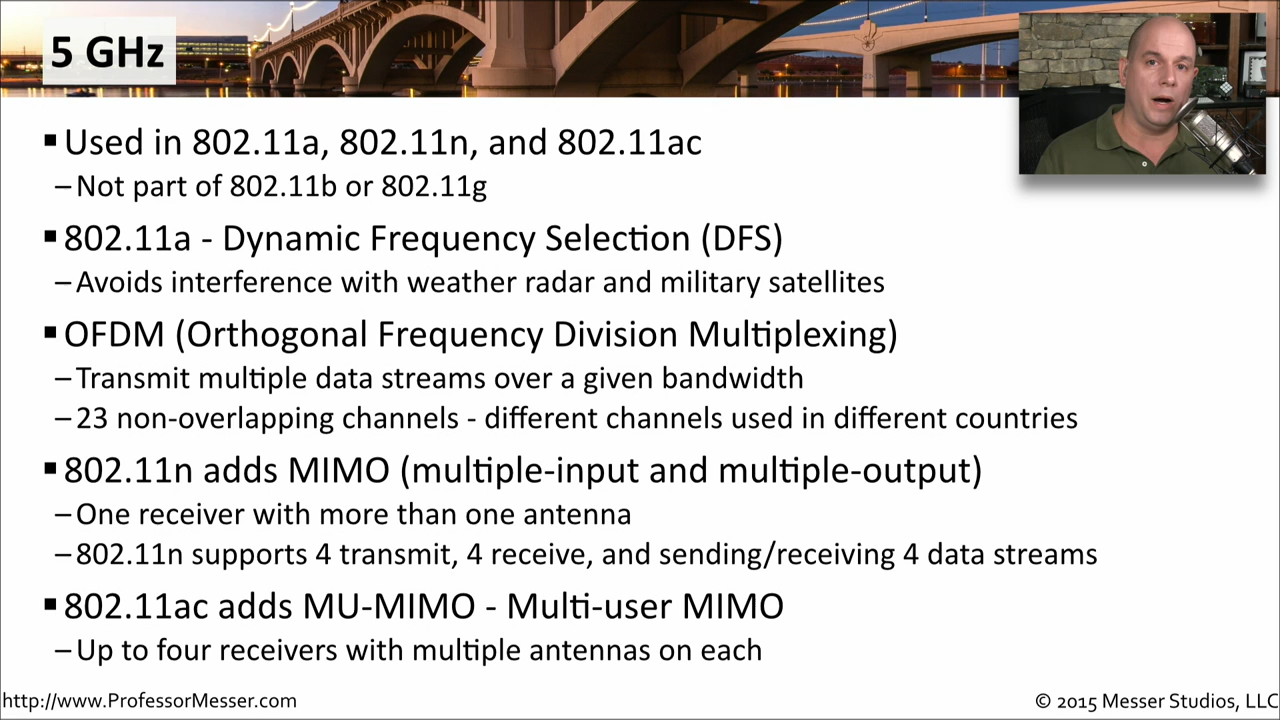 5 GHz
▪ Used in 802.11a, 802.11n, and 802.11ac
– Not part of 802.11b or 802.11g
▪ 802.11a - Dynamic Frequency Selection (DFS)
– Avoids interference with weather radar and military satellites
▪ OFDM (Orthogonal Frequency Division Multiplexing)
– Transmit multiple data streams over a given bandwidth
– 23 non-overlapping channels - different channels used in different countries
▪ 802.11n adds MIMO (multiple-input and multiple-output)
– One receiver with more than one antenna
– 802.11n supports 4 transmit, 4 receive, and sending/receiving 4 data streams
▪ 802.11ac adds MU-MIMO - Multi-user MIMO
– Up to four receivers with multiple antennas on each
http://www.ProfessorMesser.com
© 2015 Messer Studios, LLC